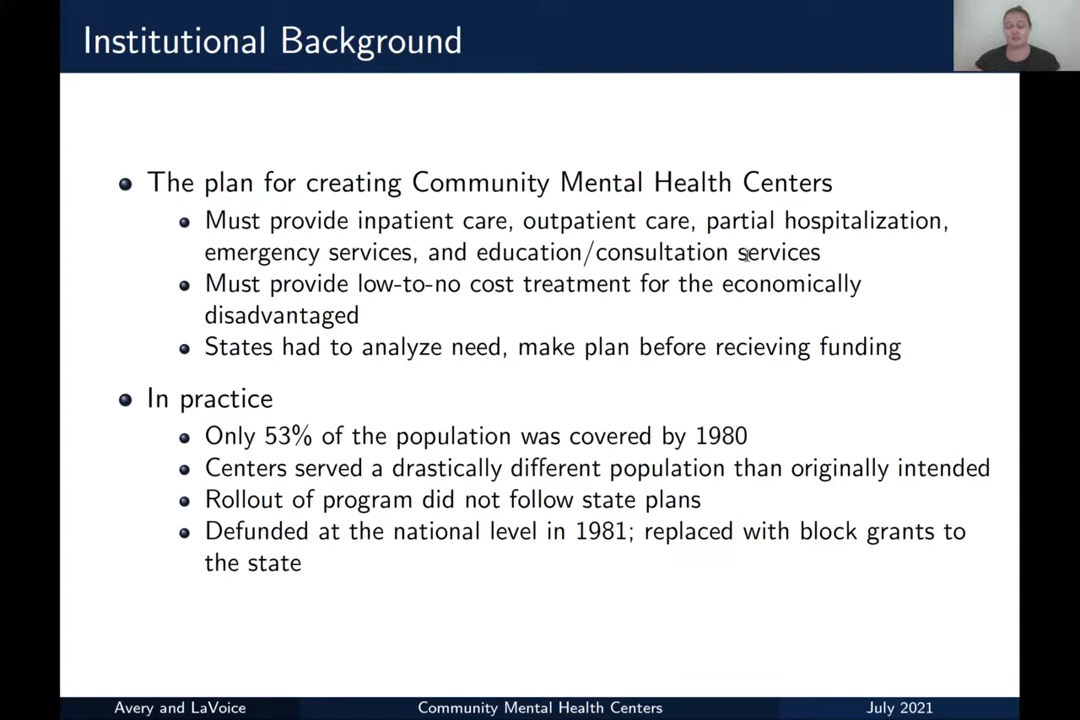 Institutional Background
The plan for creating Community Mental Health Centers
Must provide inpatient care, outpatient care, partial hospitalization,
emergency services, and education/consultation services
Must provide low-to-no cost treatment for the economically
disadvantaged
States had to analyze need, make plan before recieving funding
In practice
Only 53% of the population was covered by 1980
Centers served a drastically different population than originally intended
Rollout of program did not follow state plans
Defunded at the national level in 1981; replaced with block grants to
the state
Avery and LaVoice
Community Mental Health Centers
July 2021